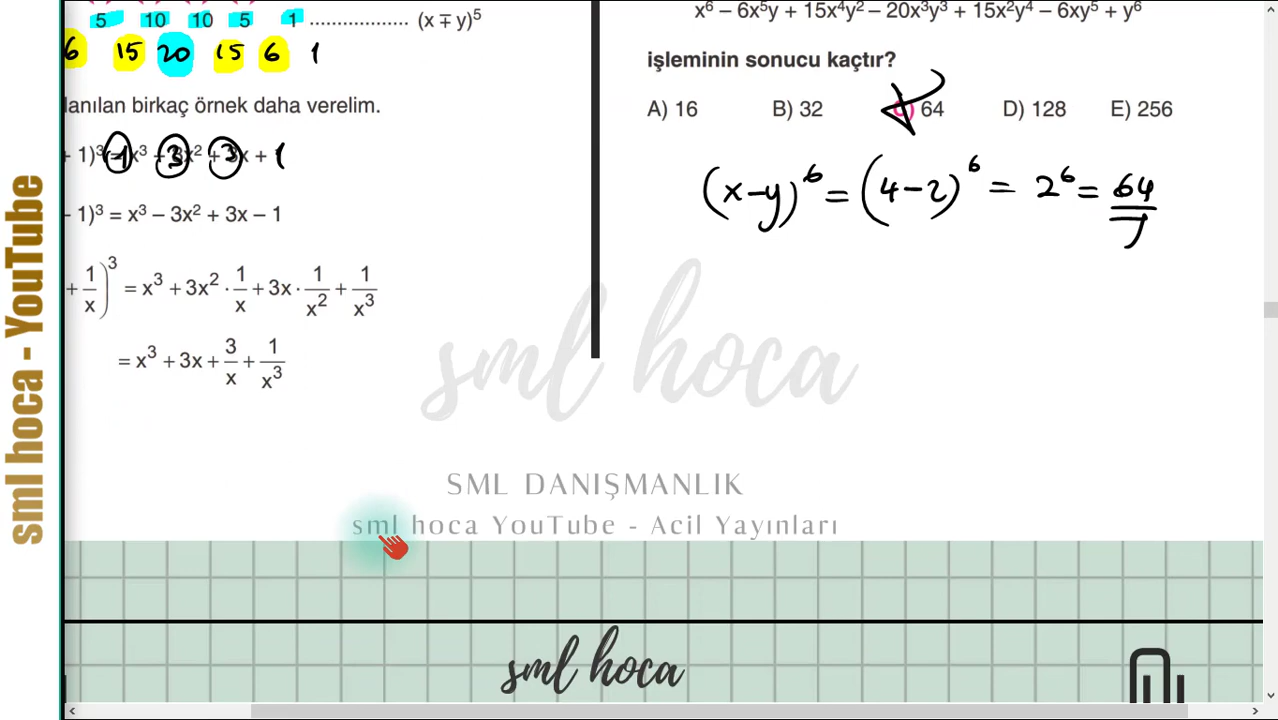 sml hoca - YouTube
5 10 10 5 1 .................. (x ∓ y)⁵
6 15 20 15 6 1
lanılan birkaç örnek daha verelim.
+ 1)³ = 1x³ + 3x² + 3x + 1
- 1)³ = x³ − 3x² + 3x − 1
+ 1/x)³ = x³ + 3x² · 1/x + 3x · 1/x² + 1/x³
= x³ + 3x + 3/x + 1/x³
x⁶ − 6x⁵y + 15x⁴y² − 20x³y³ + 15x²y⁴ − 6xy⁵ + y⁶
işleminin sonucu kaçtır?
A) 16 B) 32 C) 64 D) 128 E) 256
(x−y)⁶ = (4−2)⁶ = 2⁶ = 64
sml hoca
SML DANIŞMANLIK
sml hoca YouTube - Acil Yayınları
sml hoca